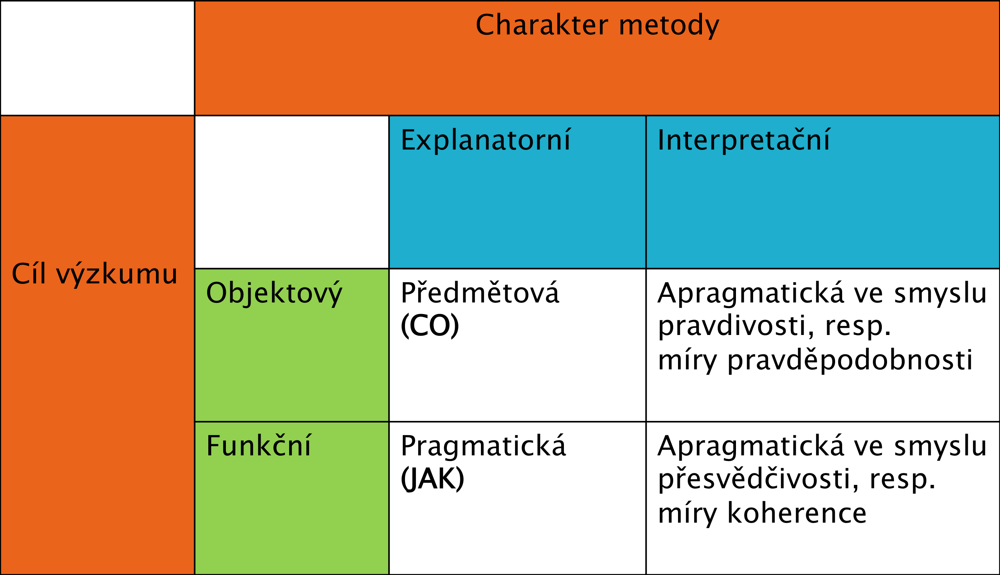 Charakter metody
Explanatorní
Interpretační
Cíl výzkumu
Objektový
Předmětová
(CO)
Apragmatická ve smyslu
pravdivosti, resp.
míry pravděpodobnosti
Funkční
Pragmatická
(JAK)
Apragmatická ve smyslu
přesvědčivosti, resp.
míry koherence